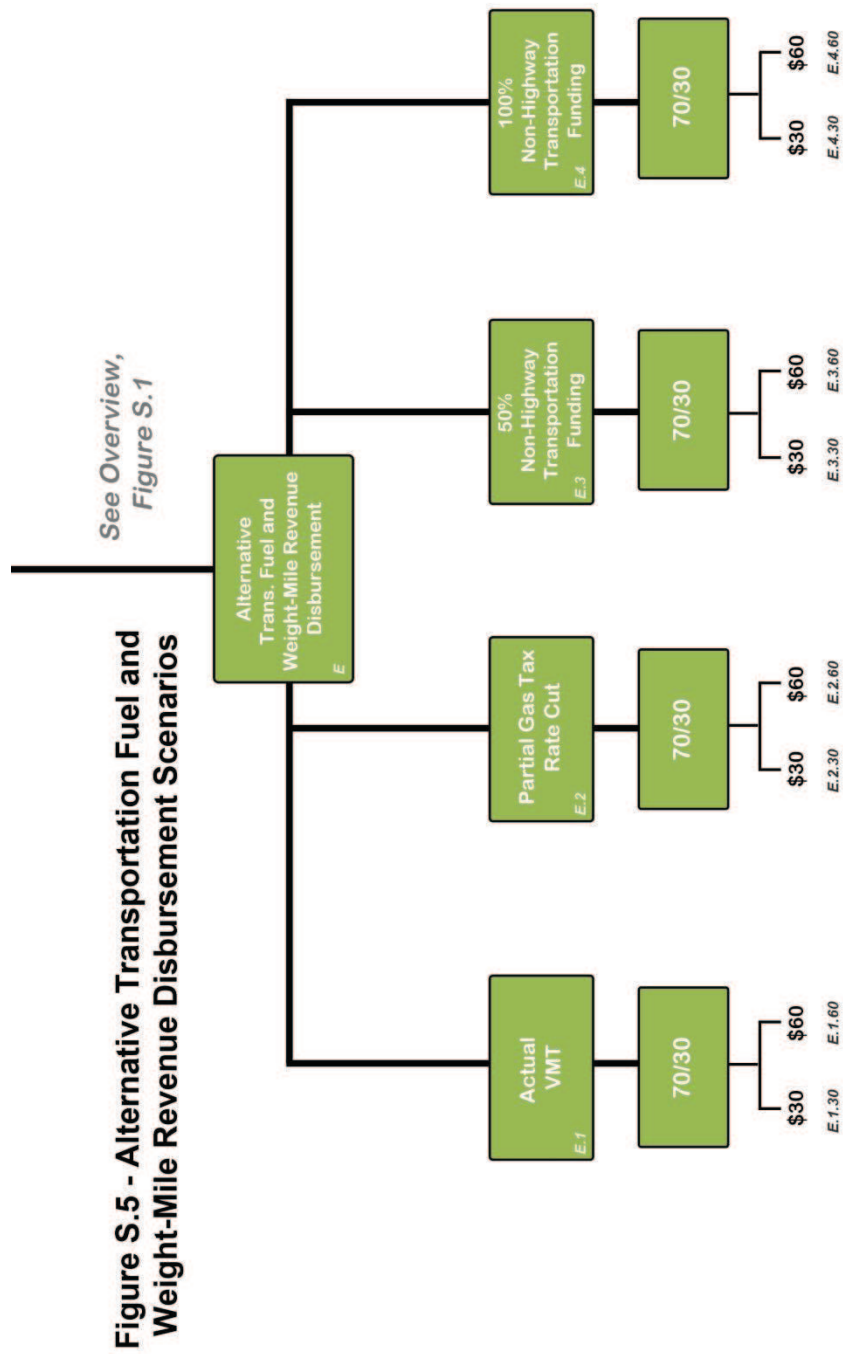 Figure S.5 - Alternative Transportation Fuel and
Weight-Mile Revenue Disbursement Scenarios
See Overview,
Figure S.1
Alternative
Trans. Fuel and
Weight-Mile Revenue
Disbursement
E
Actual
VMT
E.1
70/30
$30
$60
E.1.30
E.1.60
Partial Gas Tax
Rate Cut
E.2
70/30
$30
$60
E.2.30
E.2.60
50%
Non-Highway
Transportation
Funding
E.3
70/30
$30
$60
E.3.30
E.3.60
100%
Non-Highway
Transportation
Funding
E.4
70/30
$30
$60
E.4.30
E.4.60